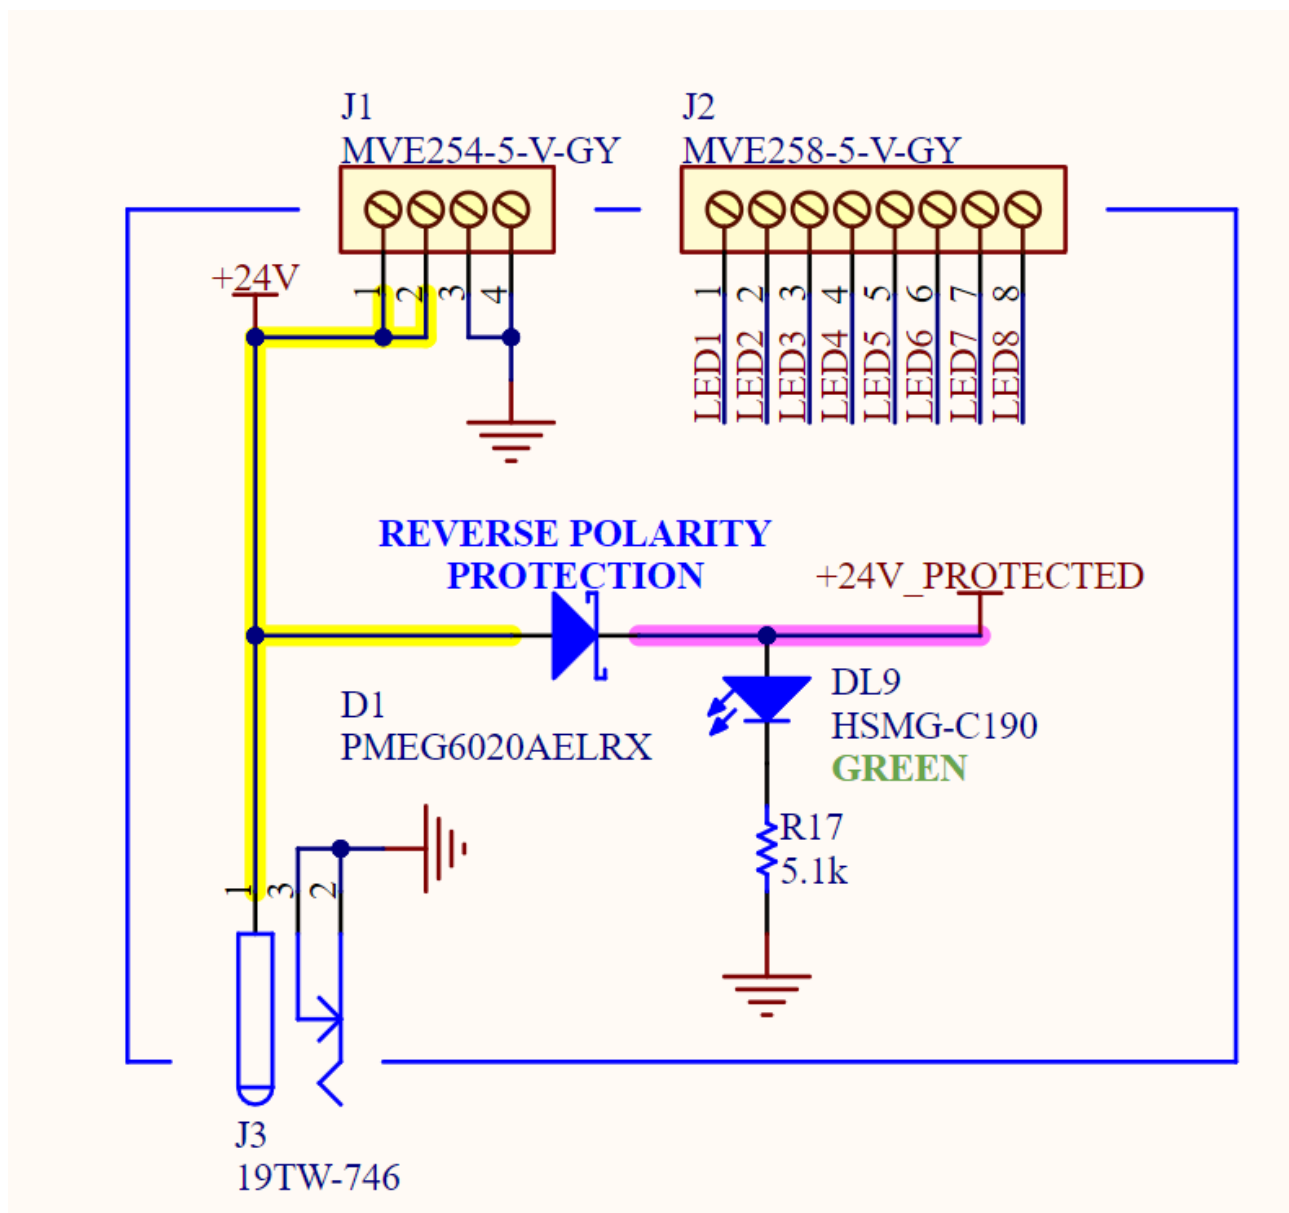 J1
MVE254-5-V-GY
J2
MVE258-5-V-GY
+24V
1
2
3
4
1
2
3
4
5
6
7
8
LED1
LED2
LED3
LED4
LED5
LED6
LED7
LED8
REVERSE POLARITY
PROTECTION
+24V_PROTECTED
D1
PMEG6020AELRX
DL9
HSMG-C190
GREEN
R17
5.1k
1
3
2
J3
19TW-746